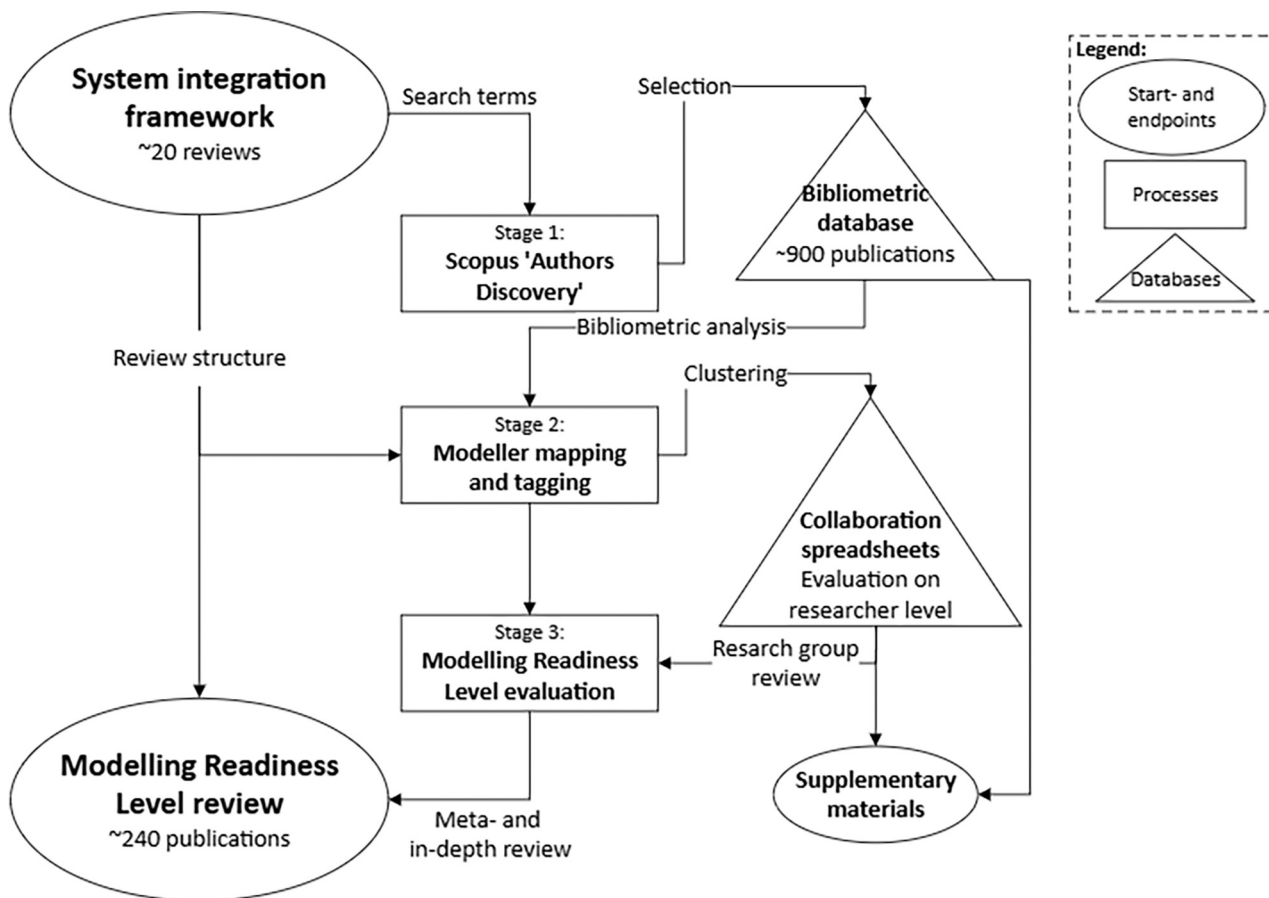 System integration
framework
~20 reviews
Search terms
Selection
Legend:
Start- and
endpoints
Processes
Databases
Bibliometric
database
~900 publications
Stage 1:
Scopus 'Authors
Discovery'
Bibliometric analysis
Review structure
Clustering
Stage 2:
Modeller mapping
and tagging
Collaboration
spreadsheets
Evaluation on
researcher level
Stage 3:
Modelling Readiness
Level evaluation
Resarch group
review
Modelling Readiness
Level review
~240 publications
Meta- and
in-depth review
Supplementary
materials